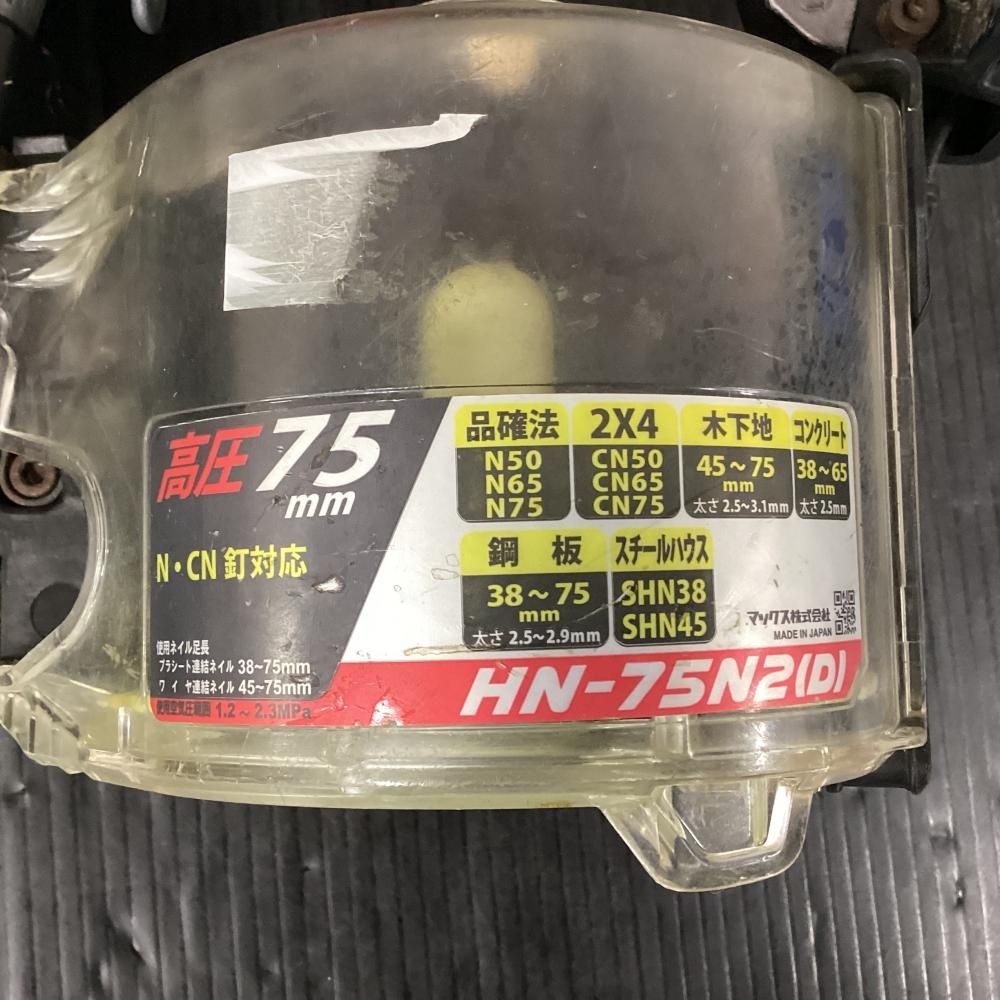 高圧75
mm
N・CN 釘対応
使用ネイル足長
プラシート連結ネイル 38~75mm
ワイヤ連結ネイル 45~75mm
使用空気圧範囲 1.2~2.3MPa
品確法
N50
N65
N75
2X4
CN50
CN65
CN75
木下地
45~75
mm
太さ2.5~3.1mm
コンクリート
38~65
mm
太さ2.5mm
鋼板
38~75
mm
太さ2.5~2.9mm
スチールハウス
SHN38
SHN45
マックス株式会社
MADE IN JAPAN
HN-75N2(D)